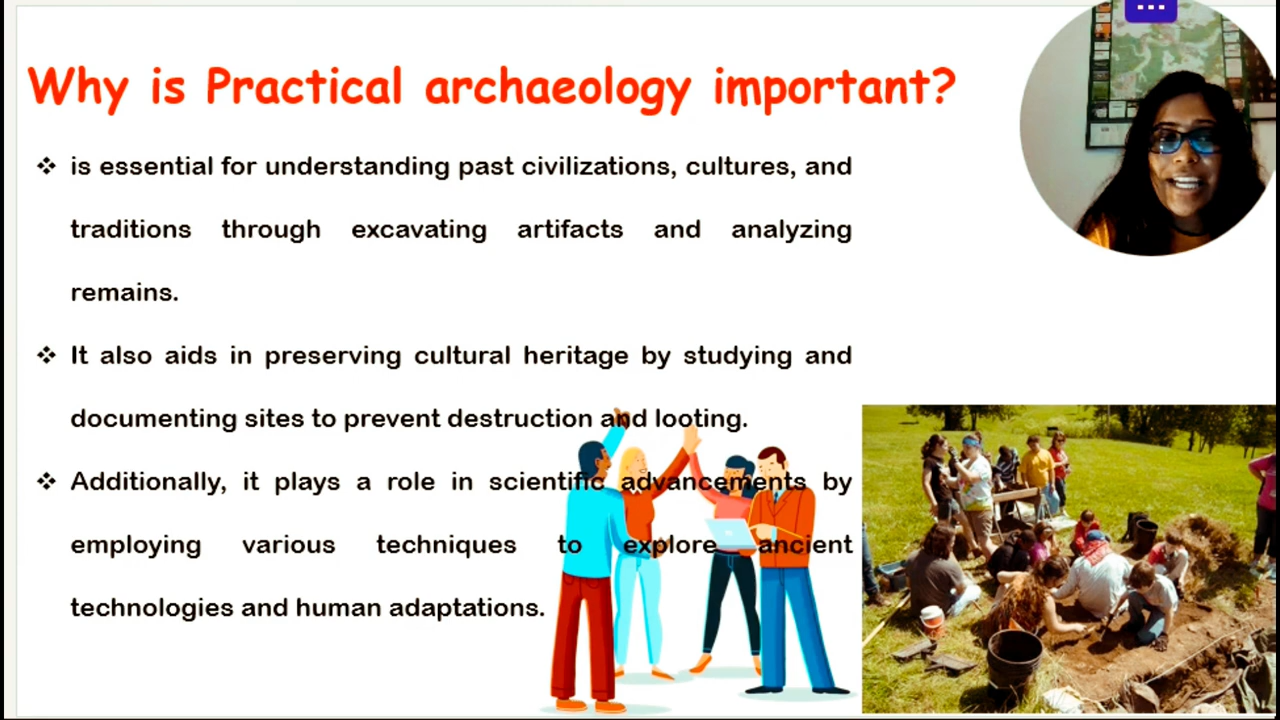 Why is Practical archaeology important?
❖ is essential for understanding past civilizations, cultures, and
traditions through excavating artifacts and analyzing
remains.
❖ It also aids in preserving cultural heritage by studying and
documenting sites to prevent destruction and looting.
❖ Additionally, it plays a role in scientific advancements by
employing various techniques to explore ancient
technologies and human adaptations.